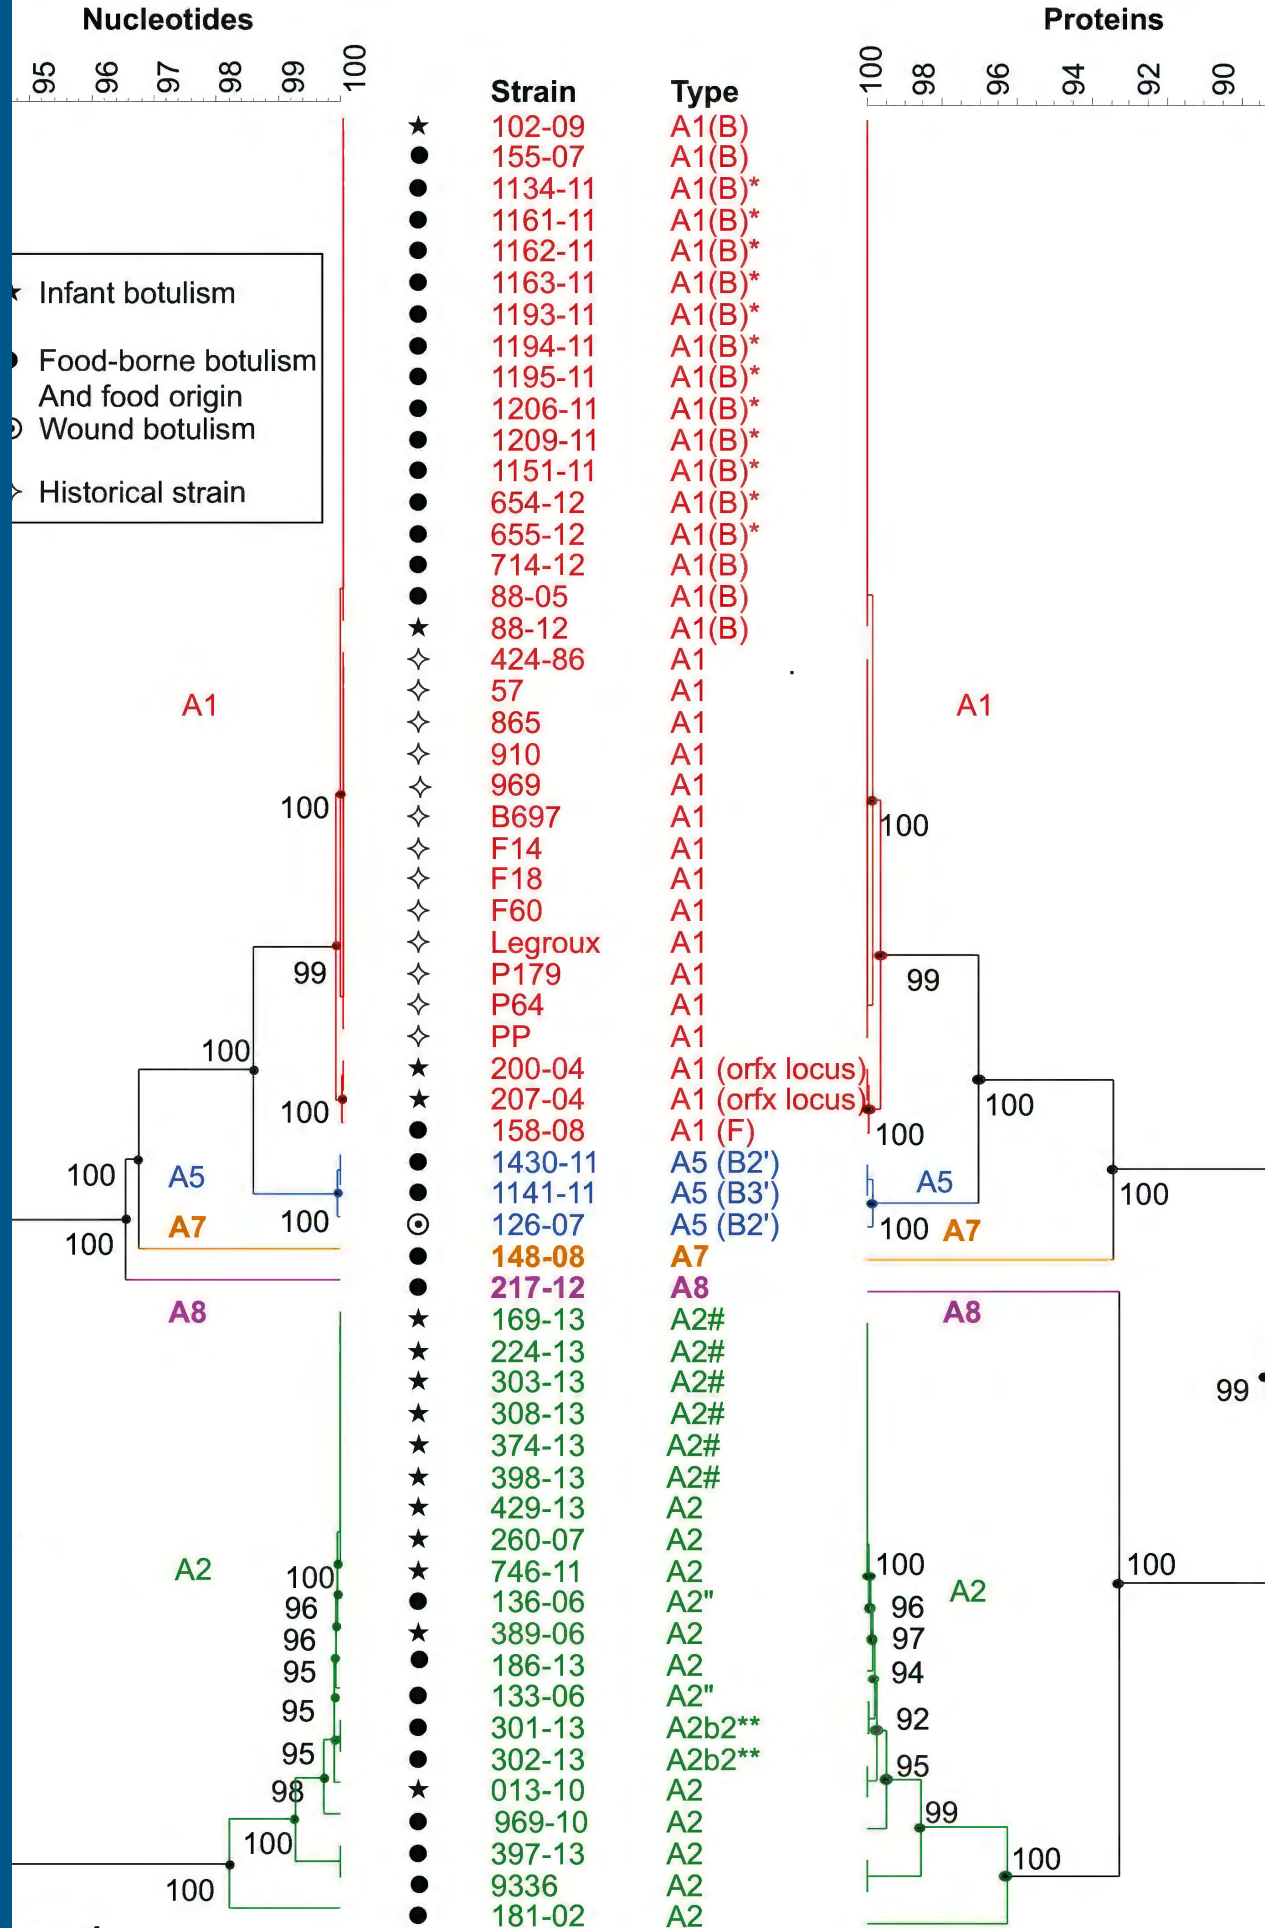 Nucleotides
Proteins
95 96 97 98 99 100
100 98 96 94 92 90
Strain Type
102-09 A1(B)
155-07 A1(B)
1134-11 A1(B)*
1161-11 A1(B)*
1162-11 A1(B)*
1163-11 A1(B)*
1193-11 A1(B)*
1194-11 A1(B)*
1195-11 A1(B)*
1206-11 A1(B)*
1209-11 A1(B)*
1151-11 A1(B)*
654-12 A1(B)*
655-12 A1(B)*
714-12 A1(B)
88-05 A1(B)
88-12 A1(B)
424-86 A1
57 A1
865 A1
910 A1
969 A1
B697 A1
F14 A1
F18 A1
F60 A1
Legroux A1
P179 A1
P64 A1
PP A1
200-04 A1 (orfx locus)
207-04 A1 (orfx locus)
158-08 A1 (F)
1430-11 A5 (B2')
1141-11 A5 (B3')
126-07 A5 (B2')
148-08 A7
217-12 A8
169-13 A2#
224-13 A2#
303-13 A2#
308-13 A2#
374-13 A2#
398-13 A2#
429-13 A2
260-07 A2
746-11 A2
136-06 A2"
389-06 A2
186-13 A2
133-06 A2"
301-13 A2b2**
302-13 A2b2**
013-10 A2
969-10 A2
397-13 A2
9336 A2
181-02 A2
Infant botulism
Food-borne botulism
And food origin
Wound botulism
Historical strain
A1
100
99
100
100
100
A5
100
A7
100
A8
A2
100
96
96
95
95
95
98
100
100
A1
100
99
100
100
A5
100
100
A7
A8
99
100
A2
100
96
97
94
92
95
99
100